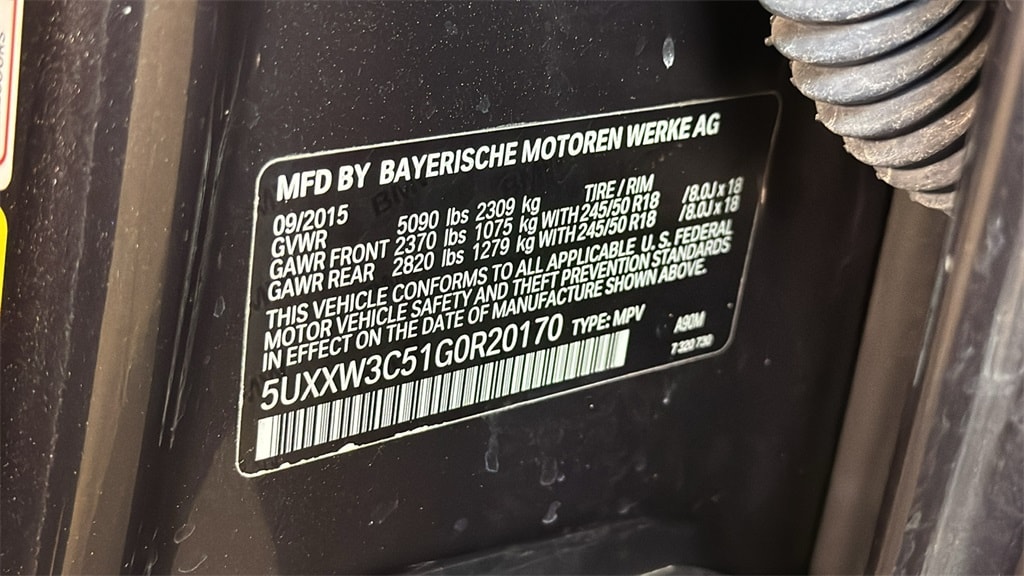 MFD BY BAYERISCHE MOTOREN WERKE AG
09/2015 TIRE / RIM
GVWR 5090 lbs 2309 kg
GAWR FRONT 2370 lbs 1075 kg WITH 245/50 R18 /8.0J x 18
GAWR REAR 2820 lbs 1279 kg WITH 245/50 R18 /8.0J x 18
THIS VEHICLE CONFORMS TO ALL APPLICABLE U. S. FEDERAL
MOTOR VEHICLE SAFETY AND THEFT PREVENTION STANDARDS
IN EFFECT ON THE DATE OF MANUFACTURE SHOWN ABOVE.
5UXXW3C51G0R20170 TYPE: MPV A90M
7 320 730